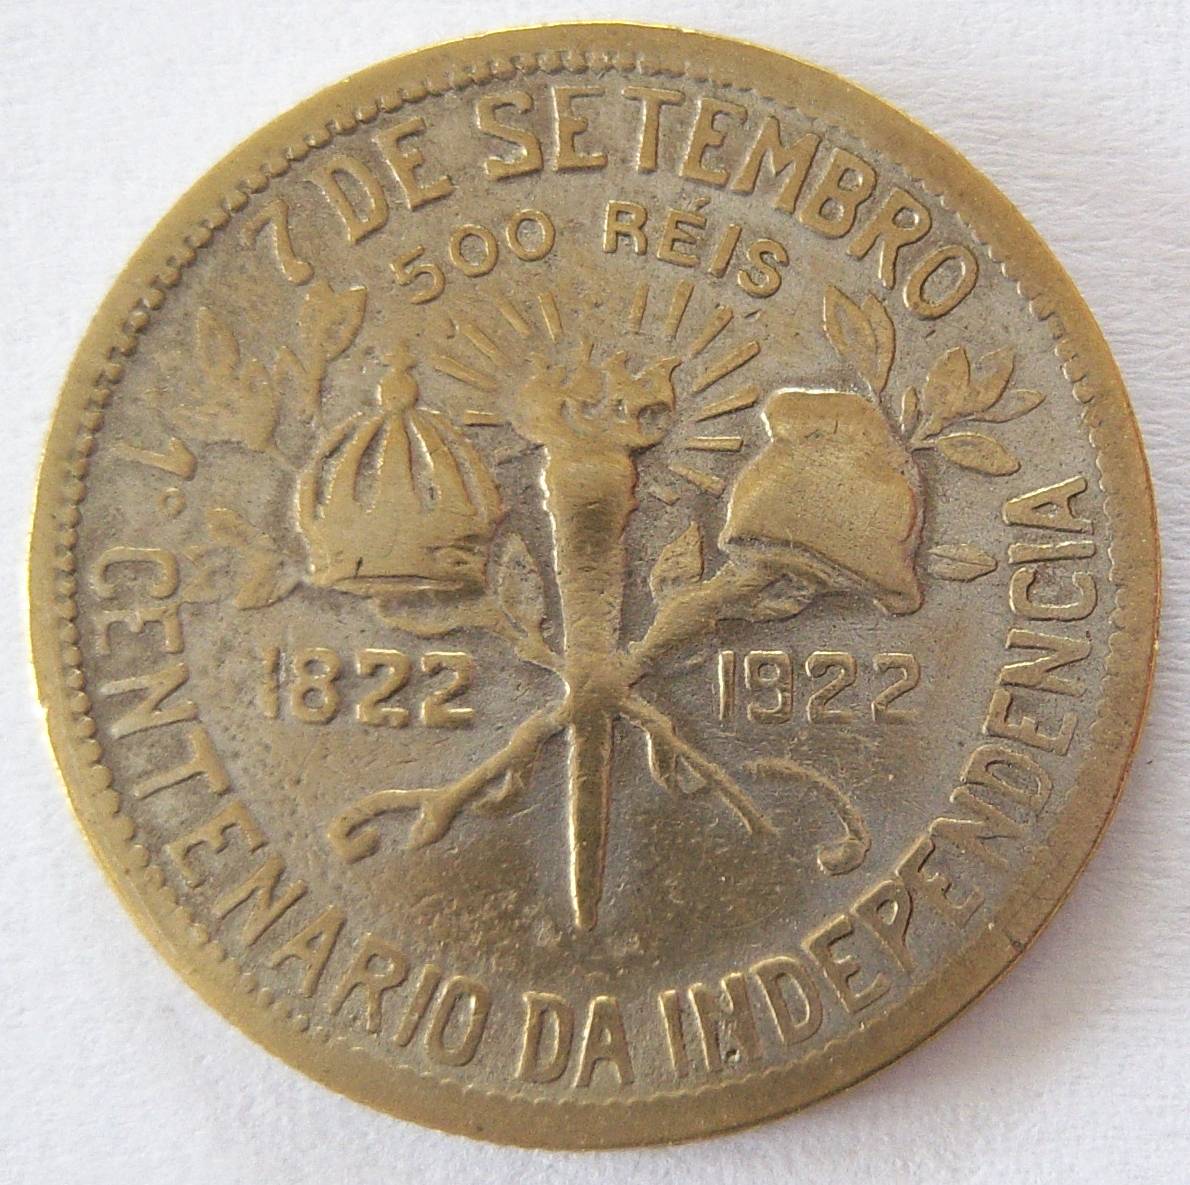 7 DE SETEMBRO
500 RÉIS
1822 1922
1.º CENTENARIO DA INDEPENDENCIA